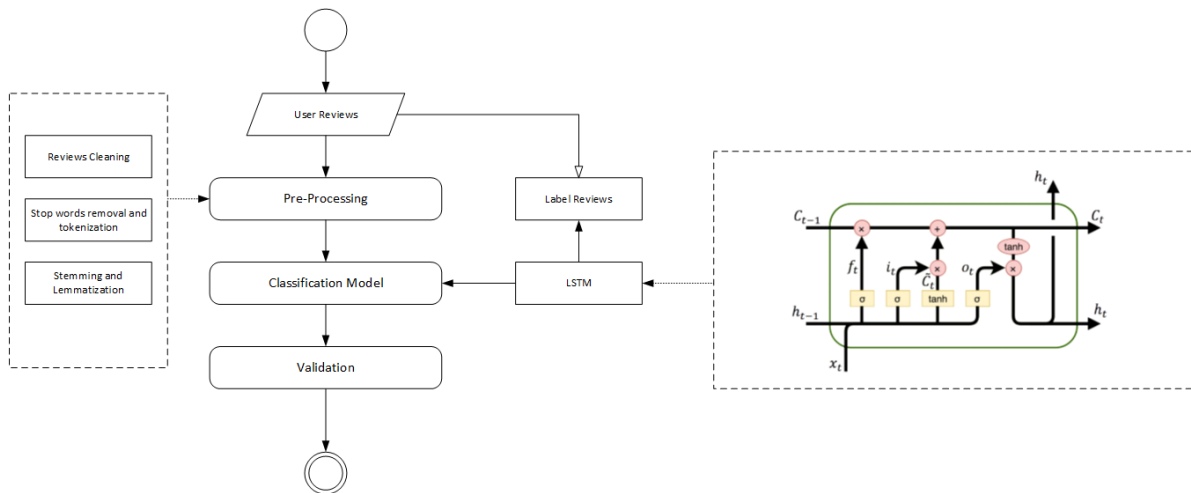 User Reviews
Reviews Cleaning
Stop words removal and
tokenization
Stemming and
Lemmatization
Pre-Processing
Classification Model
Validation
Label Reviews
LSTM
h_t
C_{t-1}
C_t
tanh
f_t
i_t
o_t
×
+
×
×
C̃_t
σ
σ
tanh
σ
h_{t-1}
h_t
x_t